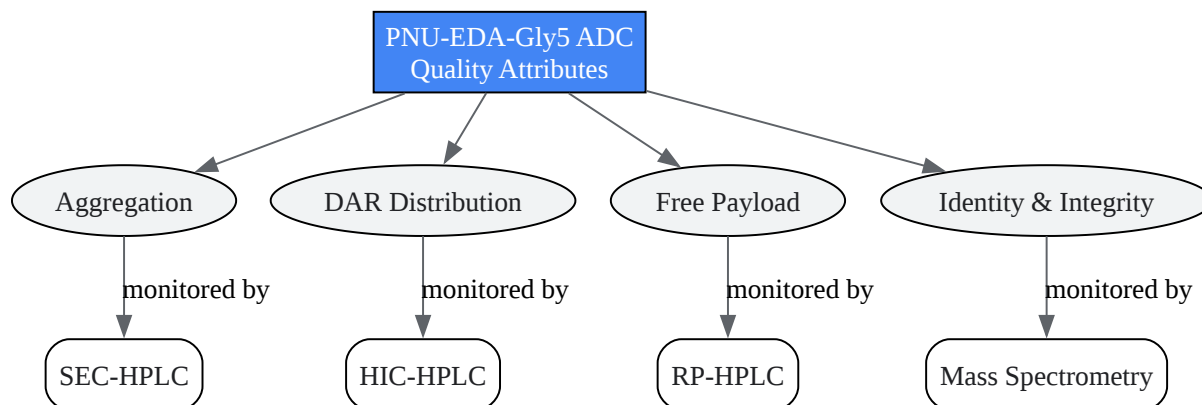 PNU-EDA-Gly5 ADC
Quality Attributes
Aggregation
DAR Distribution
Free Payload
Identity & Integrity
monitored by
monitored by
monitored by
monitored by
SEC-HPLC
HIC-HPLC
RP-HPLC
Mass Spectrometry